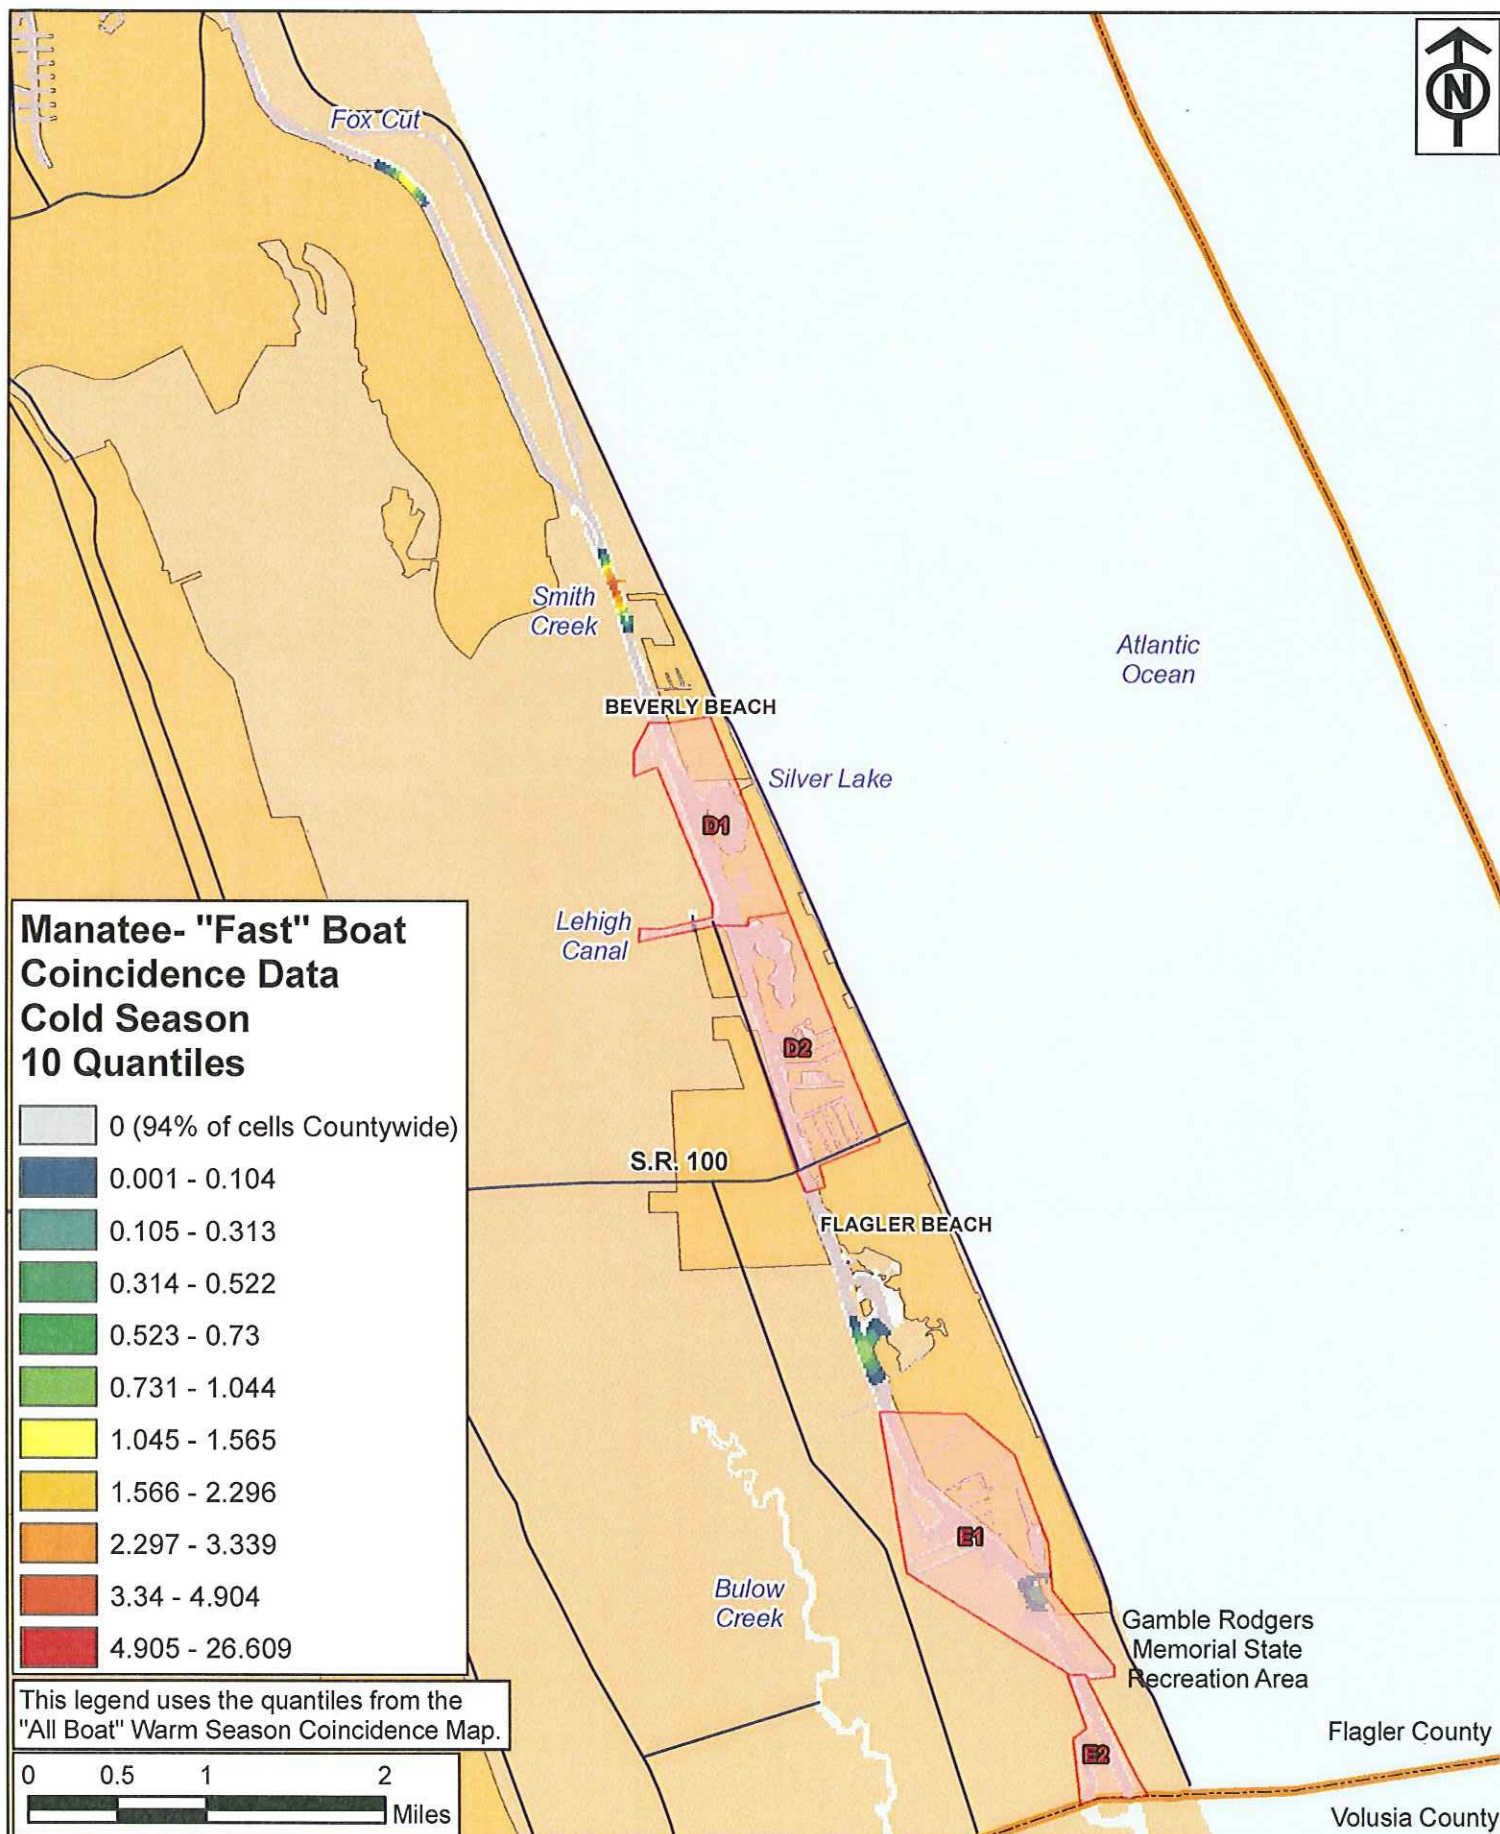 N
Fox Cut
Smith
Creek
Atlantic
Ocean
BEVERLY BEACH
Silver Lake
D1
Lehigh
Canal
D2
S.R. 100
FLAGLER BEACH
E1
Bulow
Creek
Gamble Rodgers
Memorial State
Recreation Area
E2
Flagler County
Volusia County
Manatee- "Fast" Boat
Coincidence Data
Cold Season
10 Quantiles
0 (94% of cells Countywide)
0.001 - 0.104
0.105 - 0.313
0.314 - 0.522
0.523 - 0.73
0.731 - 1.044
1.045 - 1.565
1.566 - 2.296
2.297 - 3.339
3.34 - 4.904
4.905 - 26.609
This legend uses the quantiles from the
"All Boat" Warm Season Coincidence Map.
0 0.5 1 2
Miles